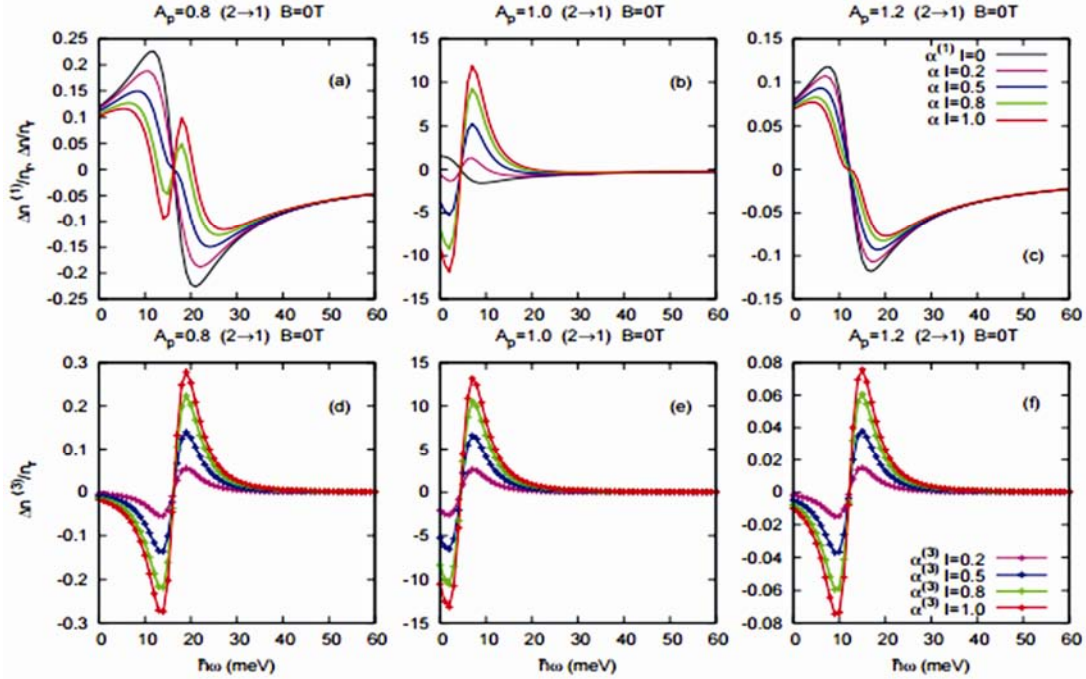 A_p=0.8 (2→1) B=0T
A_p=1.0 (2→1) B=0T
A_p=1.2 (2→1) B=0T
Δn^(1)/n_r, Δn/n_r
0.25
0.2
0.15
0.1
0.05
0
-0.05
-0.1
-0.15
-0.2
-0.25
(a)
0 10 20 30 40 50 60
15
10
5
0
-5
-10
-15
(b)
0 10 20 30 40 50 60
0.15
0.1
0.05
0
-0.05
-0.1
-0.15
α^(1) I=0
α I=0.2
α I=0.5
α I=0.8
α I=1.0
(c)
0 10 20 30 40 50 60
A_p=0.8 (2→1) B=0T
A_p=1.0 (2→1) B=0T
A_p=1.2 (2→1) B=0T
Δn^(3)/n_r
0.3
0.2
0.1
0
-0.1
-0.2
-0.3
(d)
0 10 20 30 40 50 60
ħω (meV)
15
10
5
0
-5
-10
-15
(e)
0 10 20 30 40 50 60
ħω (meV)
0.08
0.06
0.04
0.02
0
-0.02
-0.04
-0.06
-0.08
(f)
α^(3) I=0.2
α^(3) I=0.5
α^(3) I=0.8
α^(3) I=1.0
0 10 20 30 40 50 60
ħω (meV)